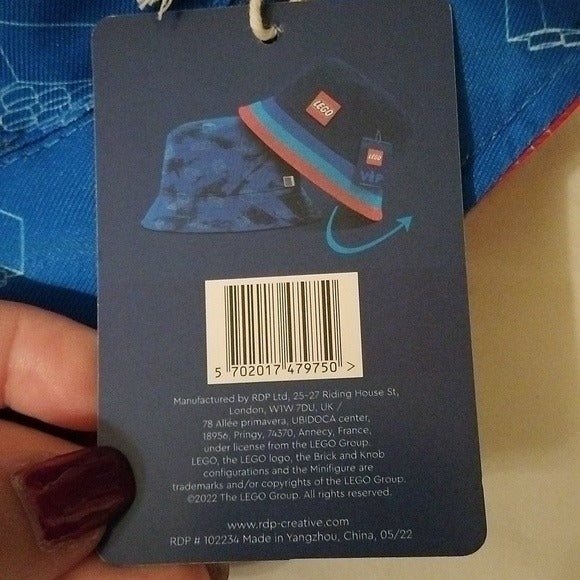 LEGO
LEGO
VIP
5 702017 479750 >
Manufactured by RDP Ltd, 25-27 Riding House St,
London, W1W 7DU, UK /
78 Allée primavera, UBIDOCA center,
18956, Pringy, 74370, Annecy, France,
under license from the LEGO Group.
LEGO, the LEGO logo, the Brick and Knob
configurations and the Minifigure are
trademarks and/or copyrights of the LEGO Group.
©2022 The LEGO Group. All rights reserved.
www.rdp-creative.com
RDP # 102234 Made in Yangzhou, China, 05/22